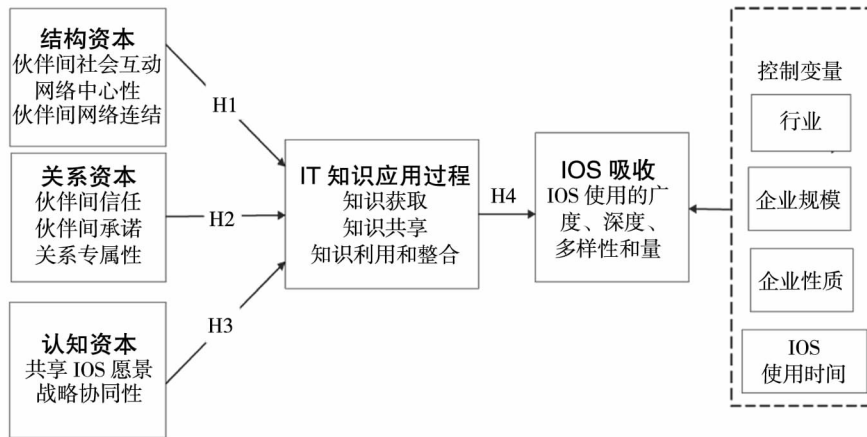 结构资本
伙伴间社会互动
网络中心性
伙伴间网络连结
H1
关系资本
伙伴间信任
伙伴间承诺
关系专属性
H2
认知资本
共享 IOS 愿景
战略协同性
H3
IT 知识应用过程
知识获取
知识共享
知识利用和整合
H4
IOS 吸收
IOS 使用的广
度、深度、
多样性和量
控制变量
行业
企业规模
企业性质
IOS
使用时间